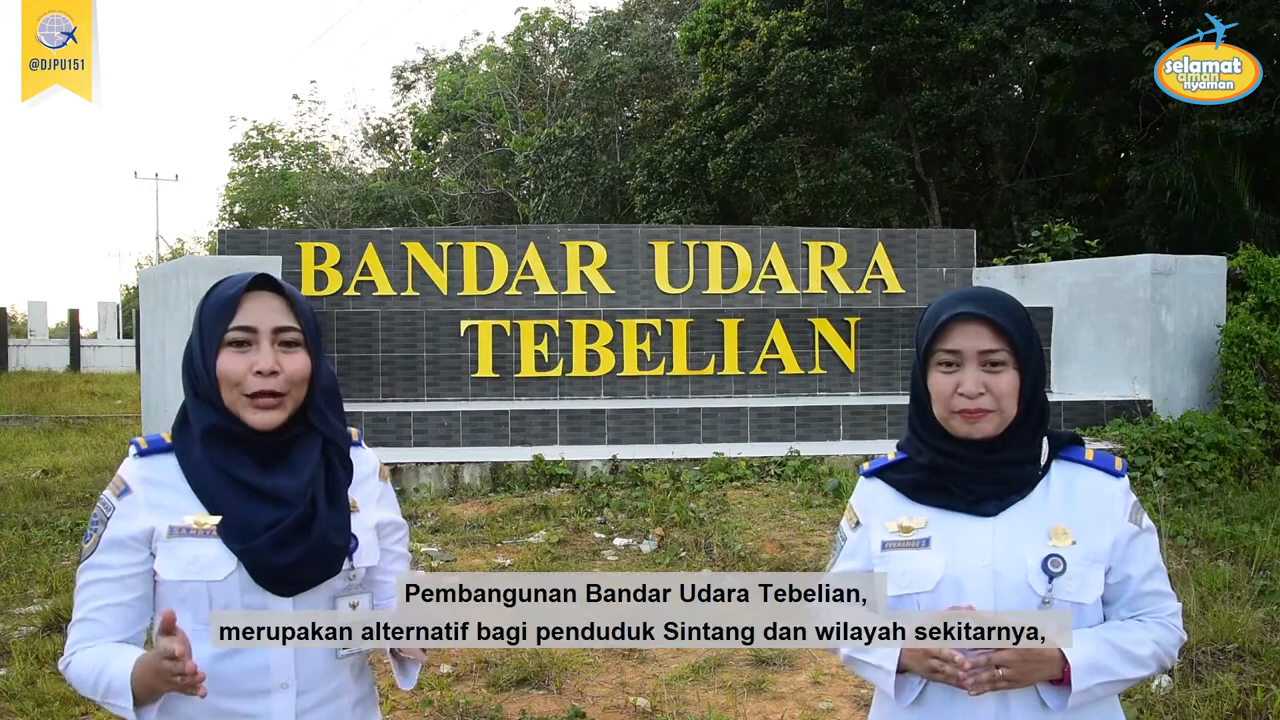 @DJPU151
selamat
aman
nyaman
BANDAR UDARA
TEBELIAN
Pembangunan Bandar Udara Tebelian,
merupakan alternatif bagi penduduk Sintang dan wilayah sekitarnya,